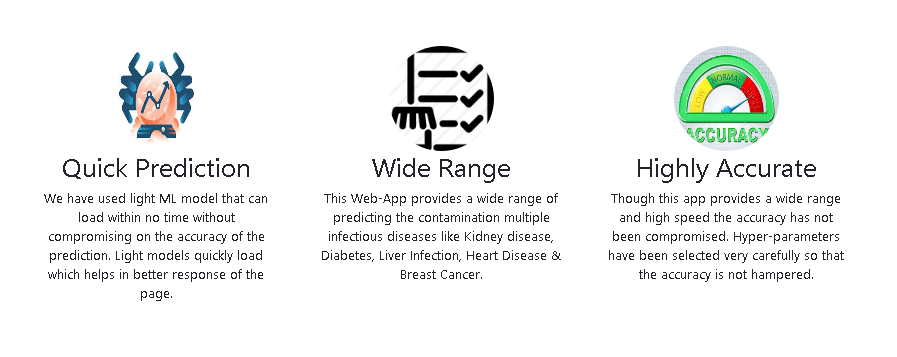 LOW
NORMAL
HIGH
ACCURACY
Quick Prediction
We have used light ML model that can
load within no time without
compromising on the accuracy of the
prediction. Light models quickly load
which helps in better response of the
page.
Wide Range
This Web-App provides a wide range of
predicting the contamination multiple
infectious diseases like Kidney disease,
Diabetes, Liver Infection, Heart Disease &
Breast Cancer.
Highly Accurate
Though this app provides a wide range
and high speed the accuracy has not
been compromised. Hyper-parameters
have been selected very carefully so that
the accuracy is not hampered.